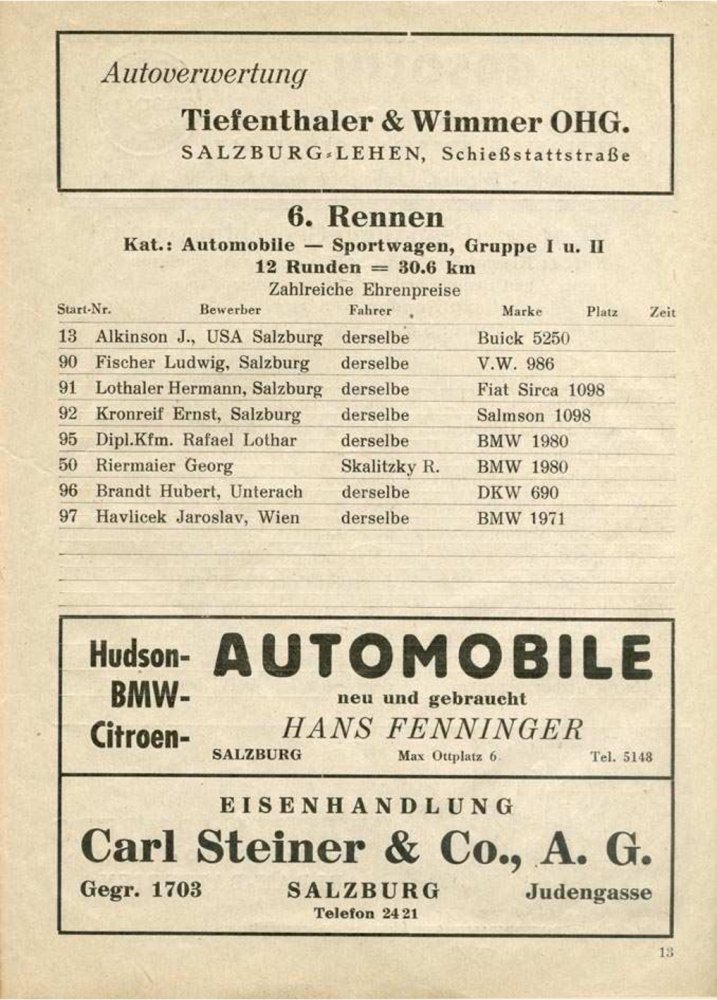 Autoverwertung
Tiefenthaler & Wimmer OHG.
SALZBURG-LEHEN, Schießstattstraße
6. Rennen
Kat.: Automobile — Sportwagen, Gruppe I u. II
12 Runden = 30.6 km
Zahlreiche Ehrenpreise
Start-Nr. Bewerber Fahrer Marke Platz Zeit
13 Alkinson J., USA Salzburg derselbe Buick 5250
90 Fischer Ludwig, Salzburg derselbe V.W. 986
91 Lothaler Hermann, Salzburg derselbe Fiat Sirca 1098
92 Kronreif Ernst, Salzburg derselbe Salmson 1098
95 Dipl.Kfm. Rafael Lothar derselbe BMW 1980
50 Riermaier Georg Skalitzky R. BMW 1980
96 Brandt Hubert, Unterach derselbe DKW 690
97 Havlicek Jaroslav, Wien derselbe BMW 1971
Hudson-
BMW-
Citroen-
AUTOMOBILE
neu und gebraucht
HANS FENNINGER
SALZBURG Max Ottplatz 6 Tel. 5148
EISENHANDLUNG
Carl Steiner & Co., A. G.
Gegr. 1703 SALZBURG Judengasse
Telefon 2421
13